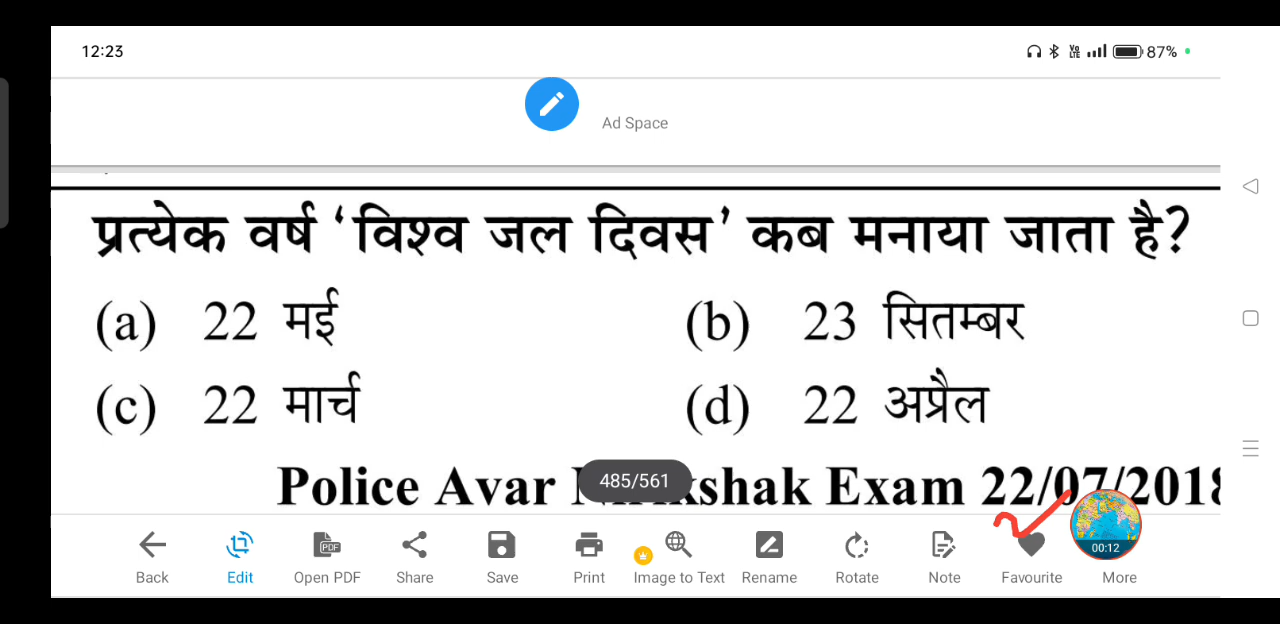 12:23
87%
Ad Space
प्रत्येक वर्ष ‘विश्व जल दिवस’ कब मनाया जाता है?
(a) 22 मई (b) 23 सितम्बर
(c) 22 मार्च (d) 22 अप्रैल
Police Avar Exam 22/07/2018
485/561
00:12
Back Edit Open PDF Share Save Print Image to Text Rename Rotate Note Favourite More